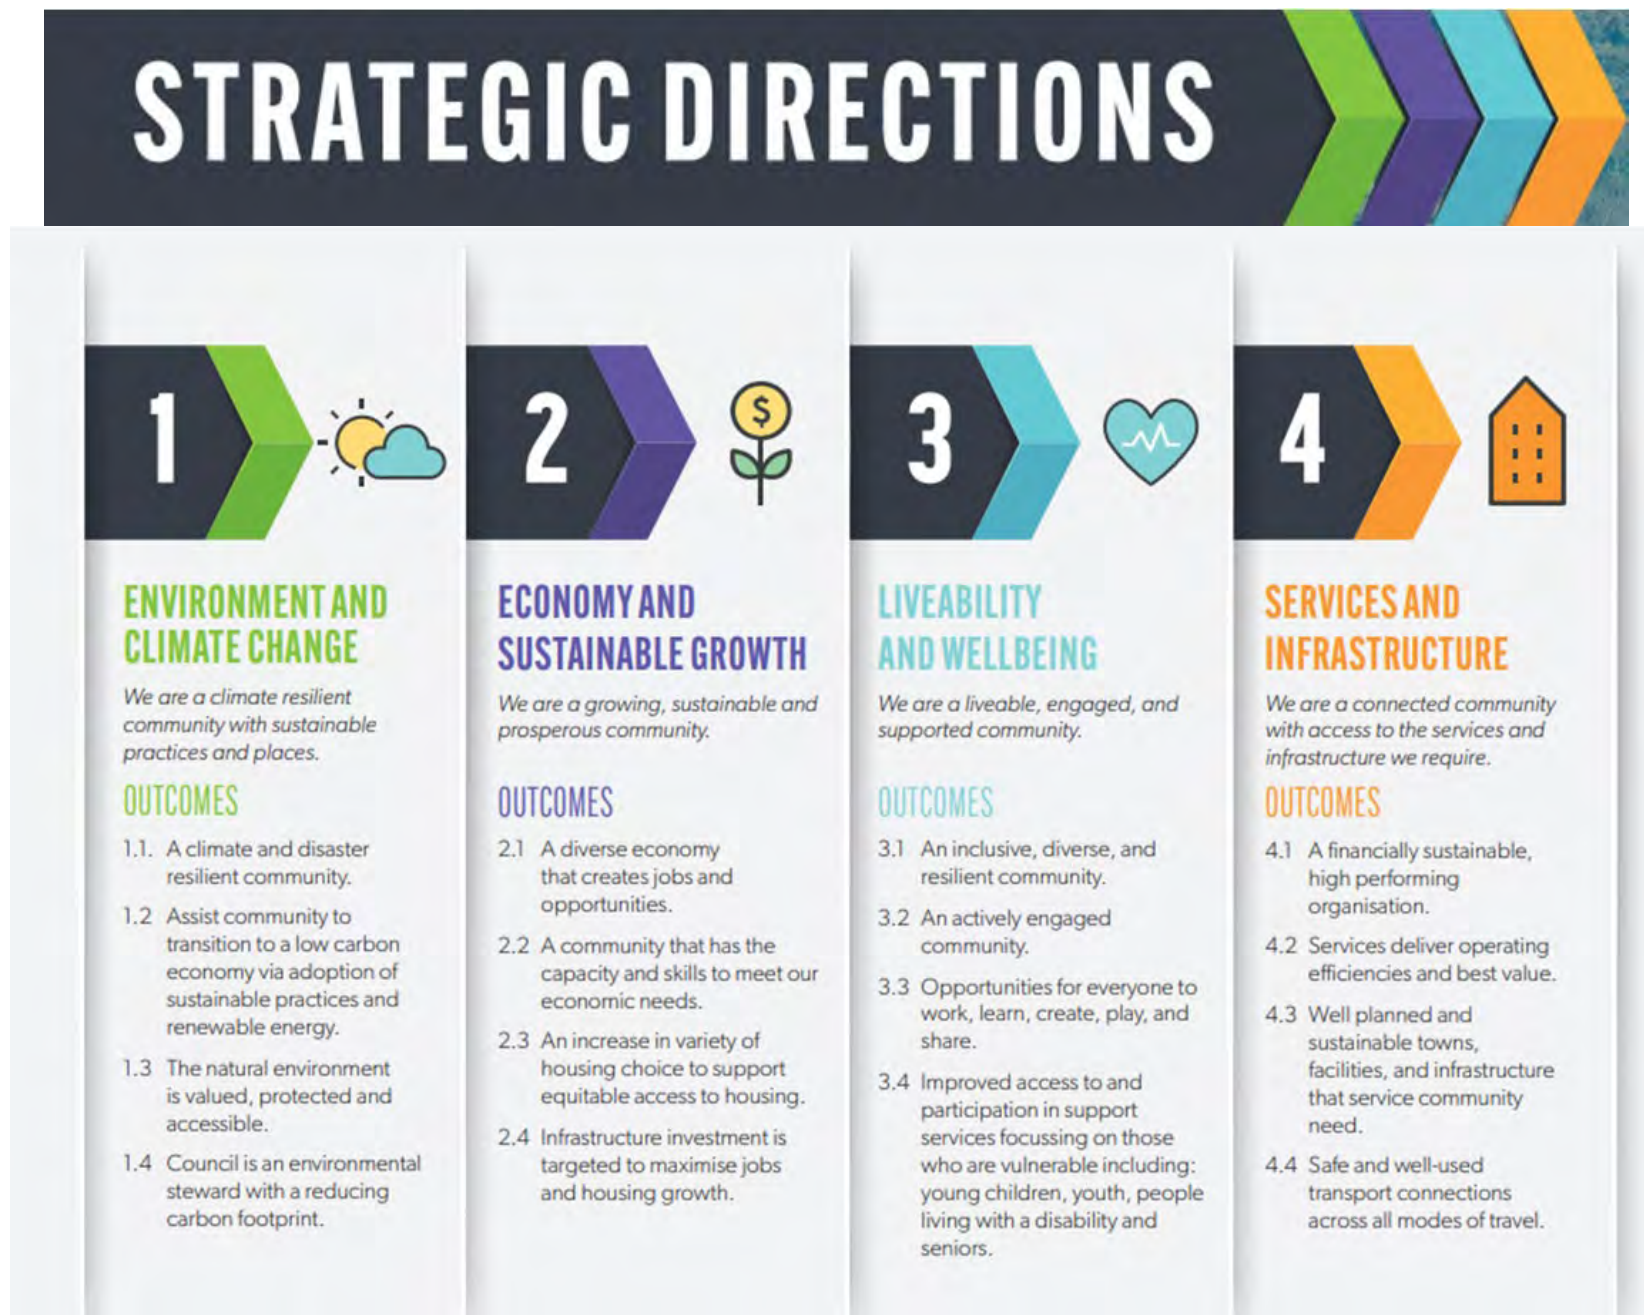 STRATEGIC DIRECTIONS
1
ENVIRONMENT AND
CLIMATE CHANGE
We are a climate resilient
community with sustainable
practices and places.
OUTCOMES
1.1. A climate and disaster
resilient community.
1.2 Assist community to
transition to a low carbon
economy via adoption of
sustainable practices and
renewable energy.
1.3 The natural environment
is valued, protected and
accessible.
1.4 Council is an environmental
steward with a reducing
carbon footprint.
2
$
ECONOMY AND
SUSTAINABLE GROWTH
We are a growing, sustainable and
prosperous community.
OUTCOMES
2.1 A diverse economy
that creates jobs and
opportunities.
2.2 A community that has the
capacity and skills to meet our
economic needs.
2.3 An increase in variety of
housing choice to support
equitable access to housing.
2.4 Infrastructure investment is
targeted to maximise jobs
and housing growth.
3
LIVEABILITY
AND WELLBEING
We are a liveable, engaged, and
supported community.
OUTCOMES
3.1 An inclusive, diverse, and
resilient community.
3.2 An actively engaged
community.
3.3 Opportunities for everyone to
work, learn, create, play, and
share.
3.4 Improved access to and
participation in support
services focussing on those
who are vulnerable including:
young children, youth, people
living with a disability and
seniors.
4
SERVICES AND
INFRASTRUCTURE
We are a connected community
with access to the services and
infrastructure we require.
OUTCOMES
4.1 A financially sustainable,
high performing
organisation.
4.2 Services deliver operating
efficiencies and best value.
4.3 Well planned and
sustainable towns,
facilities, and infrastructure
that service community
need.
4.4 Safe and well-used
transport connections
across all modes of travel.